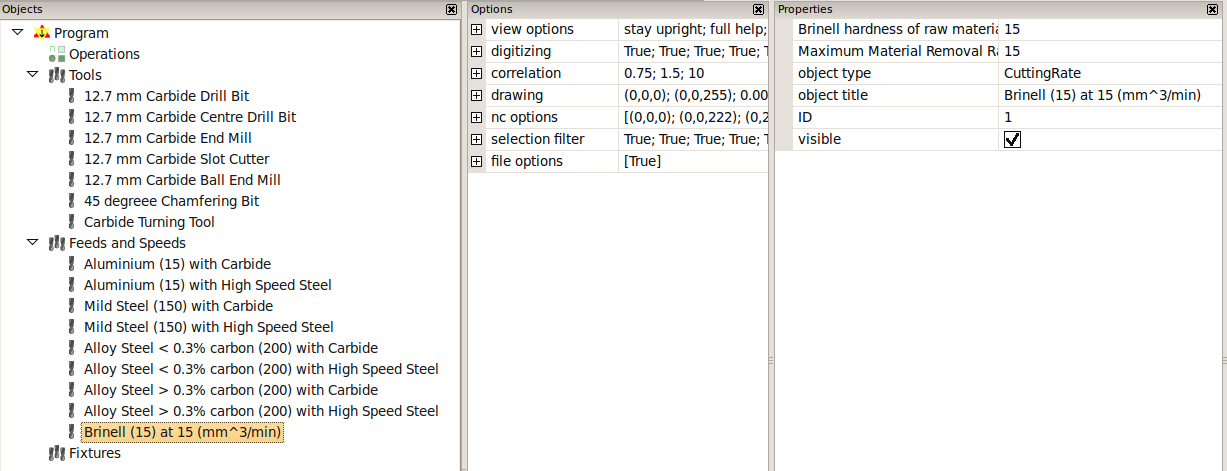 Objects
Program
Operations
Tools
12.7 mm Carbide Drill Bit
12.7 mm Carbide Centre Drill Bit
12.7 mm Carbide End Mill
12.7 mm Carbide Slot Cutter
12.7 mm Carbide Ball End Mill
45 degreee Chamfering Bit
Carbide Turning Tool
Feeds and Speeds
Aluminium (15) with Carbide
Aluminium (15) with High Speed Steel
Mild Steel (150) with Carbide
Mild Steel (150) with High Speed Steel
Alloy Steel < 0.3% carbon (200) with Carbide
Alloy Steel < 0.3% carbon (200) with High Speed Steel
Alloy Steel > 0.3% carbon (200) with Carbide
Alloy Steel > 0.3% carbon (200) with High Speed Steel
Brinell (15) at 15 (mm^3/min)
Fixtures
Options
view options stay upright; full help;
digitizing True; True; True; True; T
correlation 0.75; 1.5; 10
drawing (0,0,0); (0,0,255); 0.00
nc options [(0,0,0); (0,0,222); (0,2
selection filter True; True; True; True; T
file options [True]
Properties
Brinell hardness of raw materia 15
Maximum Material Removal Ra 15
object type CuttingRate
object title Brinell (15) at 15 (mm^3/min)
ID 1
visible